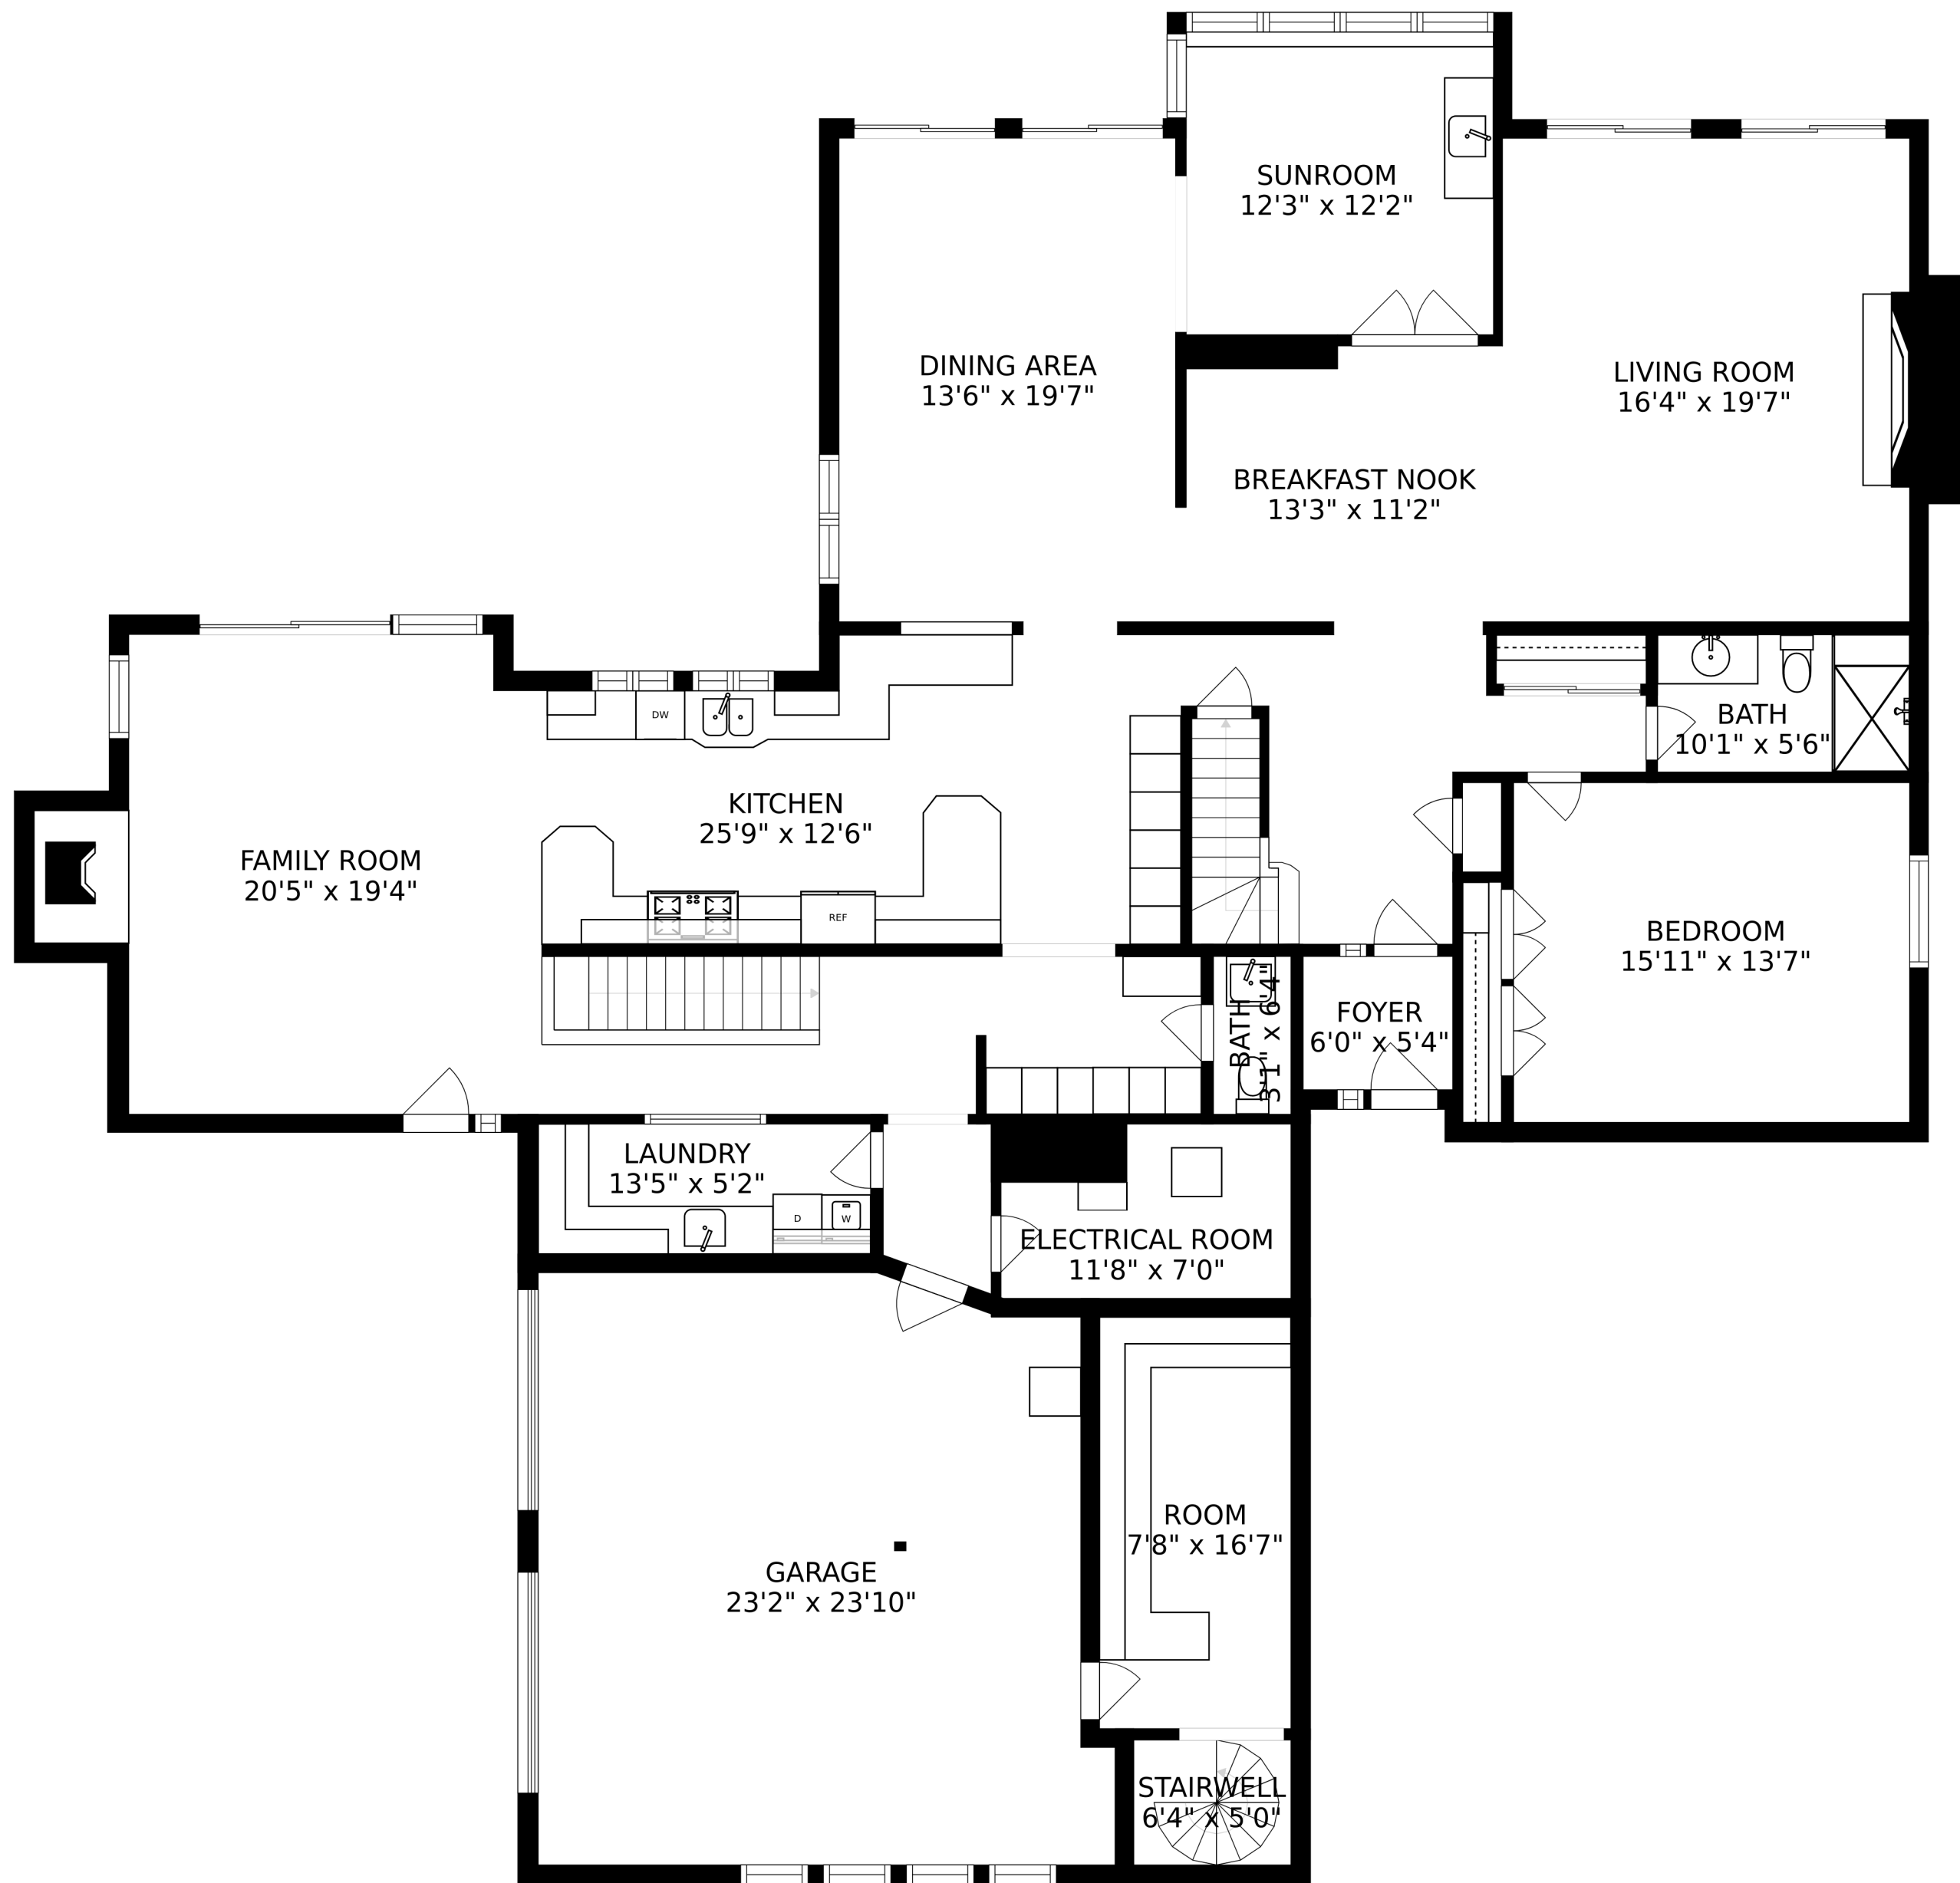 SUNROOM
12'3" x 12'2"
DINING AREA
13'6" x 19'7"
LIVING ROOM
16'4" x 19'7"
BREAKFAST NOOK
13'3" x 11'2"
DW
BATH
10'1" x 5'6"
KITCHEN
25'9" x 12'6"
FAMILY ROOM
20'5" x 19'4"
REF
BEDROOM
15'11" x 13'7"
BATH
3'1" x 6'4"
FOYER
6'0" x 5'4"
LAUNDRY
13'5" x 5'2"
D
W
ELECTRICAL ROOM
11'8" x 7'0"
ROOM
7'8" x 16'7"
GARAGE
23'2" x 23'10"
STAIRWELL
6'4" x 5'0"